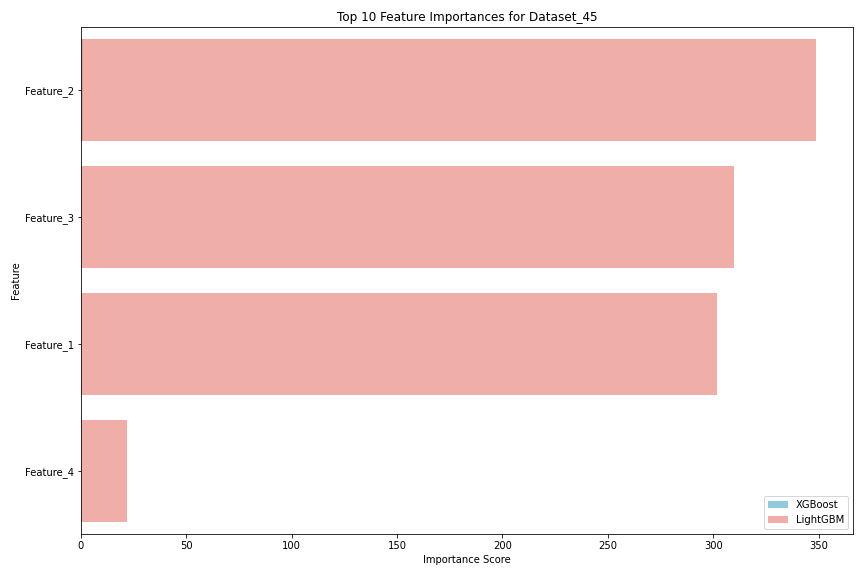 Top 10 Feature Importances for Dataset_45
Feature_2
Feature_3
Feature_1
Feature_4
Feature
0 50 100 150 200 250 300 350
Importance Score
XGBoost
LightGBM